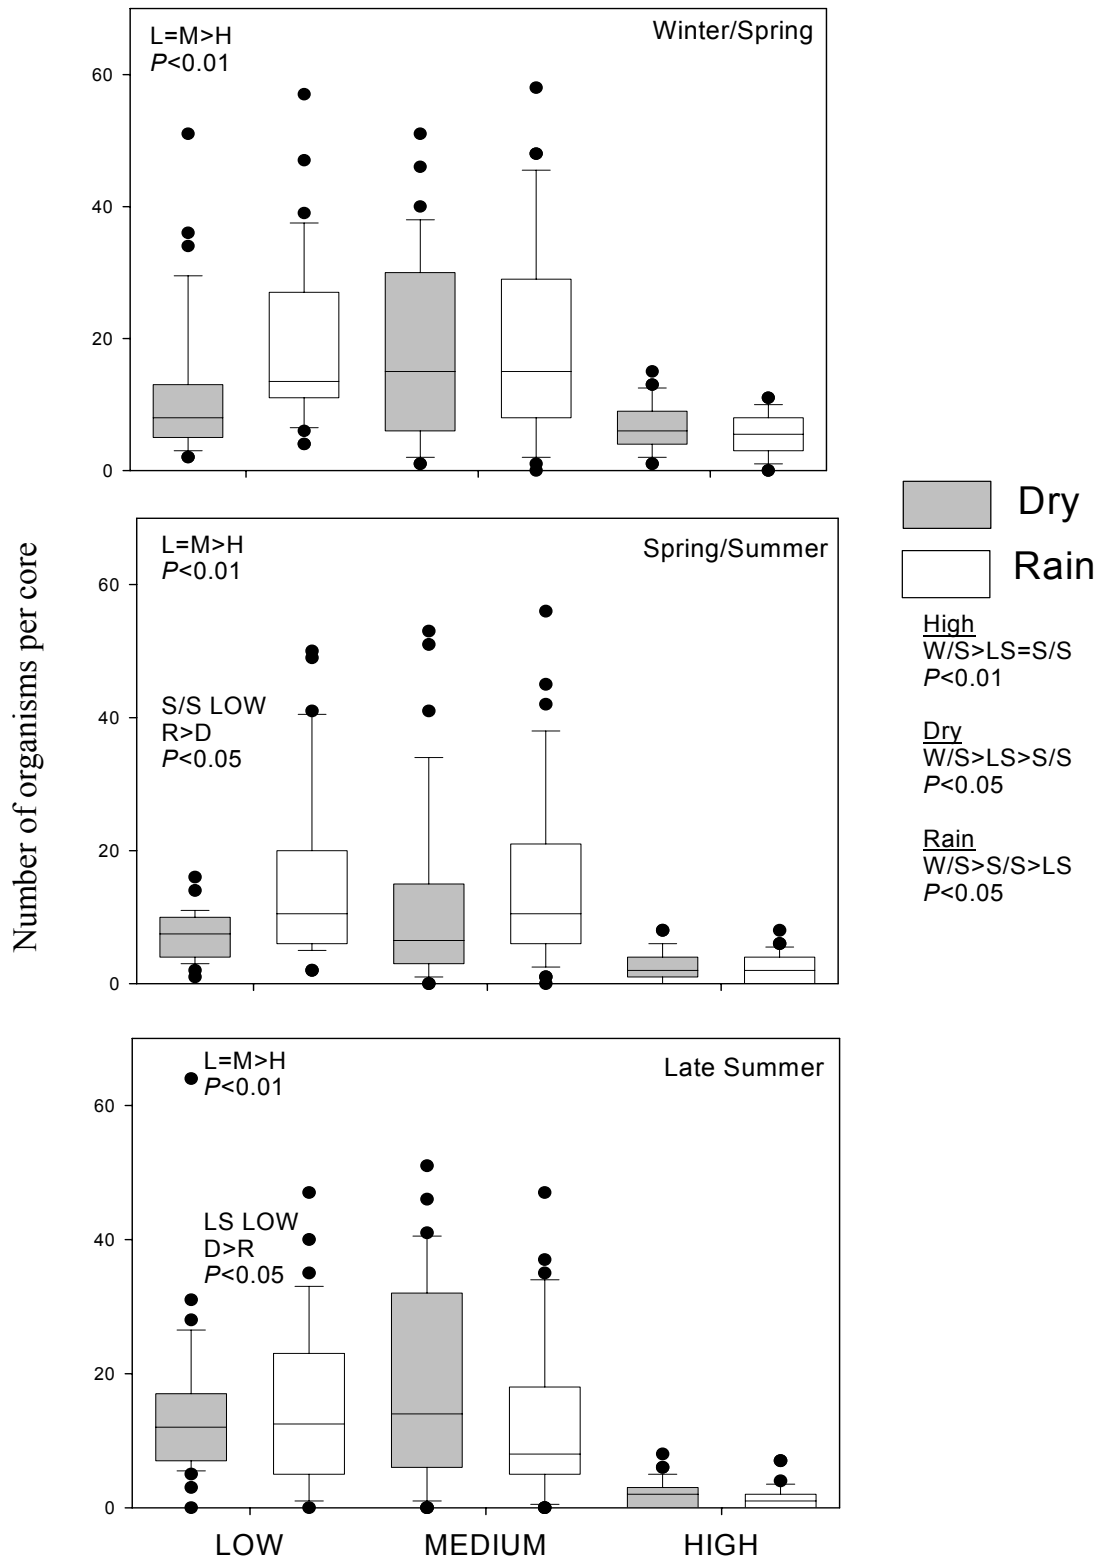 L=M>H
P<0.01
Winter/Spring
60
40
20
0
Number of organisms per core
L=M>H
P<0.01
Spring/Summer
60
S/S LOW
R>D
P<0.05
40
20
0
L=M>H
P<0.01
Late Summer
60
LS LOW
D>R
P<0.05
40
20
0
LOW MEDIUM HIGH
Dry
Rain
High
W/S>LS=S/S
P<0.01
Dry
W/S>LS>S/S
P<0.05
Rain
W/S>S/S>LS
P<0.05